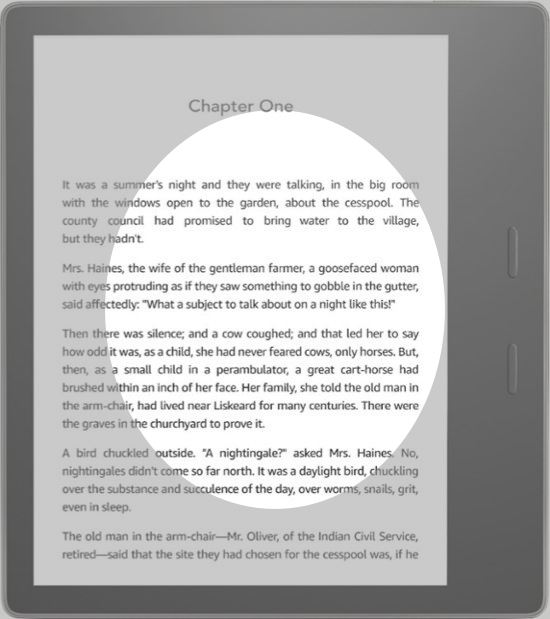 Chapter One
It was a summer's night and they were talking, in the big room
with the windows open to the garden, about the cesspool. The
county council had promised to bring water to the village,
but they hadn't.
Mrs. Haines, the wife of the gentleman farmer, a goosefaced woman
with eyes protruding as if they saw something to gobble in the gutter,
said affectedly: "What a subject to talk about on a night like this!"
Then there was silence; and a cow coughed; and that led her to say
how odd it was, as a child, she had never feared cows, only horses. But,
then, as a small child in a perambulator, a great cart-horse had
brushed within an inch of her face. Her family, she told the old man in
the arm-chair, had lived near Liskeard for many centuries. There were
the graves in the churchyard to prove it.
A bird chuckled outside. "A nightingale?" asked Mrs. Haines. No,
nightingales didn't come so far north. It was a daylight bird, chuckling
over the substance and succulence of the day, over worms, snails, grit,
even in sleep.
The old man in the arm-chair—Mr. Oliver, of the Indian Civil Service,
retired—said that the site they had chosen for the cesspool was, if he